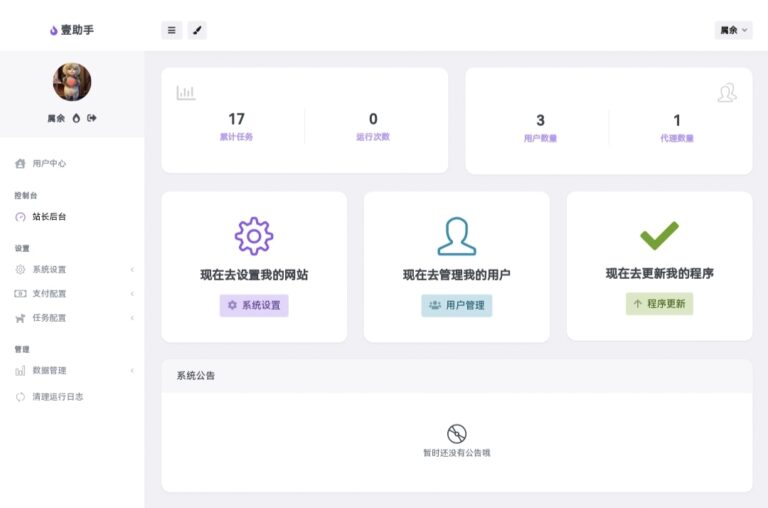 壹助手
属余
属余
用户中心
控制台
站长后台
设置
系统设置
支付配置
任务配置
管理
数据管理
清理运行日志
17
累计任务
0
运行次数
3
用户数量
1
代理数量
现在去设置我的网站
系统设置
现在去管理我的用户
用户管理
现在去更新我的程序
程序更新
系统公告
暂时还没有公告哦